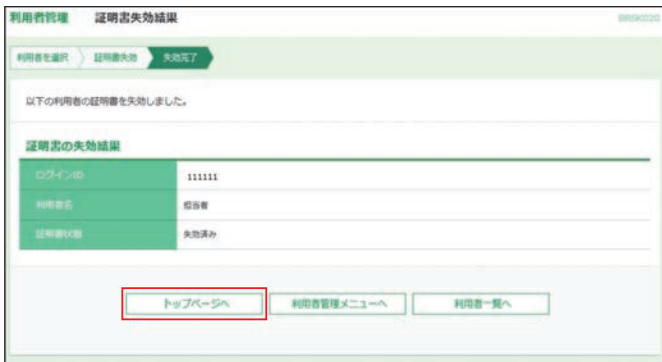 利用者管理 証明書失効結果 BRSK020
利用者を選択 証明書失効 失効完了
以下の利用者の証明書を失効しました。
証明書の失効結果
ログインID 111111
利用者名 担当者
証明書状態 失効済み
トップページへ 利用者管理メニューへ 利用者一覧へ